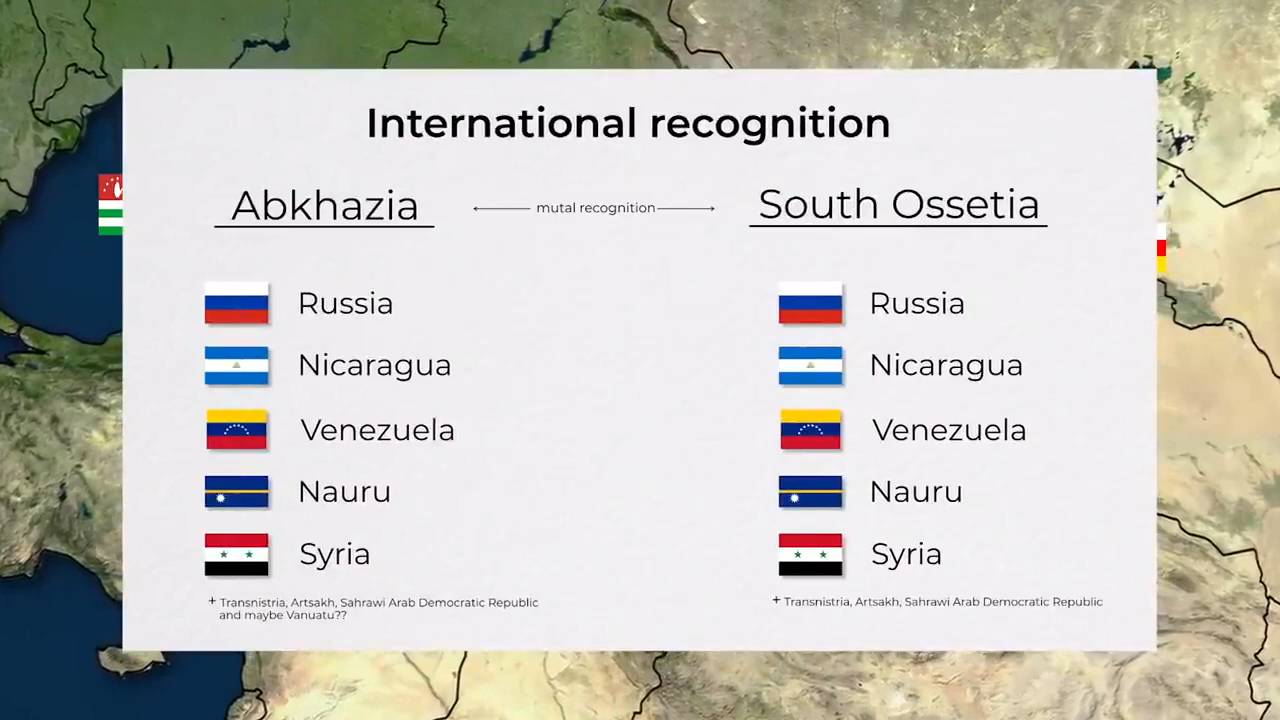 International recognition
Abkhazia
mutal recognition
South Ossetia
Russia
Nicaragua
Venezuela
Nauru
Syria
+ Transnistria, Artsakh, Sahrawi Arab Democratic Republic
and maybe Vanuatu??
Russia
Nicaragua
Venezuela
Nauru
Syria
+ Transnistria, Artsakh, Sahrawi Arab Democratic Republic